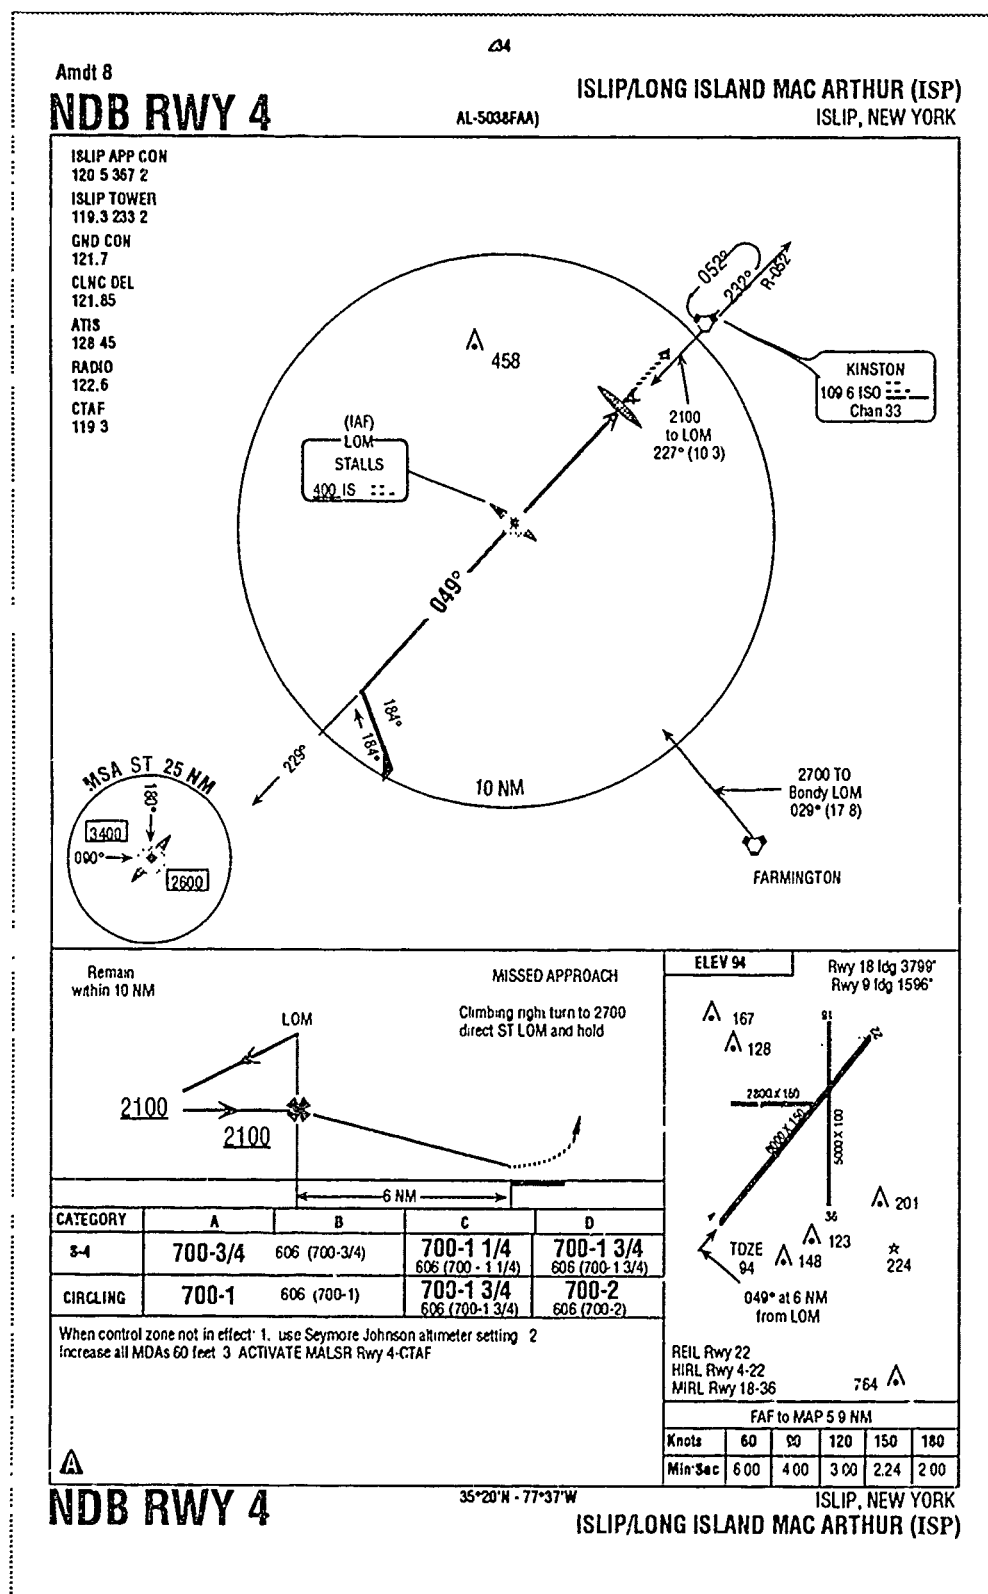 Amdt 8
NDB RWY 4
AL-5038FAA)
ISLIP/LONG ISLAND MAC ARTHUR (ISP)
ISLIP, NEW YORK
ISLIP APP CON
120 5 367 2
ISLIP TOWER
119.3 233 2
GND CON
121.7
CLNC DEL
121.85
ATIS
128 45
RADIO
122.6
CTAF
119 3
052°
232°
R-052
458
KINSTON
109 6 ISO
Chan 33
2100
to LOM
227° (10 3)
(IAF)
LOM
STALLS
400 IS
049°
184°
184°
229°
10 NM
2700 TO
Bondy LOM
029° (17 8)
FARMINGTON
MSA ST 25 NM
180°
3400
090°
2600
Remain
within 10 NM
MISSED APPROACH
Climbing right turn to 2700
direct ST LOM and hold
LOM
2100
2100
6 NM
ELEV 94
Rwy 18 ldg 3799'
Rwy 9 ldg 1596'
167
128
18
22
2800 X 150
6000 X 150
5000 X 100
36
4
201
123
148
224
TDZE
94
049° at 6 NM
from LOM
REIL Rwy 22
HIRL Rwy 4-22
MIRL Rwy 18-36
764
CATEGORY A B C D
S-4 700-3/4 606 (700-3/4) 700-1 1/4 606 (700 - 1 1/4) 700-1 3/4 606 (700-1 3/4)
CIRCLING 700-1 606 (700-1) 700-1 3/4 606 (700-1 3/4) 700-2 606 (700-2)
When control zone not in effect: 1. use Seymore Johnson altimeter setting 2
Increase all MDAs 60 feet 3 ACTIVATE MALSR Rwy 4-CTAF
FAF to MAP 5 9 NM
Knots 60 90 120 150 180
Min:Sec 6 00 4 00 3 00 2.24 2 00
A
NDB RWY 4
35°20'N - 77°37'W
ISLIP, NEW YORK
ISLIP/LONG ISLAND MAC ARTHUR (ISP)